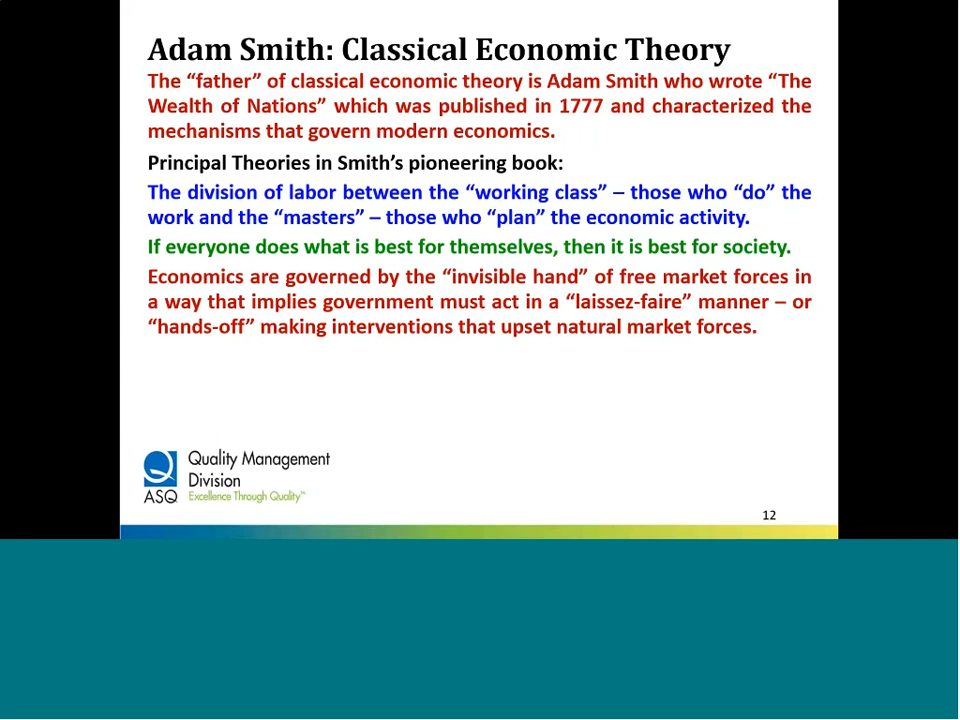 Adam Smith: Classical Economic Theory
The “father” of classical economic theory is Adam Smith who wrote “The
Wealth of Nations” which was published in 1777 and characterized the
mechanisms that govern modern economics.
Principal Theories in Smith’s pioneering book:
The division of labor between the “working class” – those who “do” the
work and the “masters” – those who “plan” the economic activity.
If everyone does what is best for themselves, then it is best for society.
Economics are governed by the “invisible hand” of free market forces in
a way that implies government must act in a “laissez-faire” manner – or
“hands-off” making interventions that upset natural market forces.
Quality Management
Division
ASQ Excellence Through Quality™
12